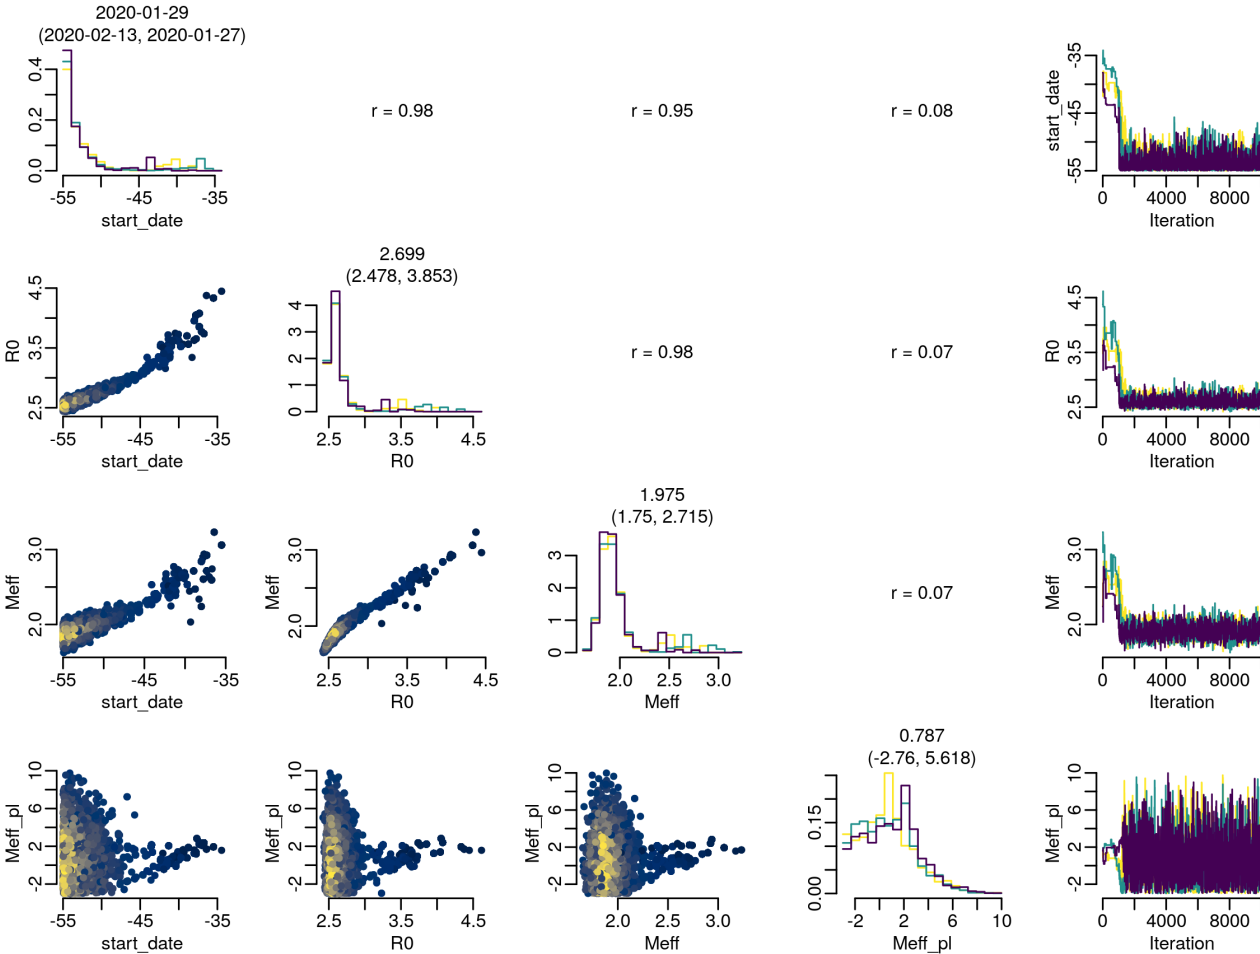 2020-01-29
(2020-02-13, 2020-01-27)
0.0 0.2 0.4
-55 -45 -35
start_date
r = 0.98
r = 0.95
r = 0.08
start_date
-55 -45 -35
0 4000 8000
Iteration
R0
2.5 3.5 4.5
-55 -45 -35
start_date
2.699
(2.478, 3.853)
0 1 2 3 4
2.5 3.5 4.5
R0
r = 0.98
r = 0.07
R0
2.5 3.5 4.5
0 4000 8000
Iteration
Meff
2.0 3.0
-55 -45 -35
start_date
Meff
2.0 3.0
2.5 3.5 4.5
R0
1.975
(1.75, 2.715)
0 1 2 3
2.0 3.0
Meff
r = 0.07
Meff
2.0 3.0
0 4000 8000
Iteration
Meff_pl
-2 2 6 10
-55 -45 -35
start_date
Meff_pl
-2 2 6 10
2.5 3.5 4.5
R0
Meff_pl
-2 2 6 10
2.0 3.0
Meff
0.787
(-2.76, 5.618)
0.00 0.15
-2 2 6 10
Meff_pl
Meff_pl
-2 2 6 10
0 4000 8000
Iteration